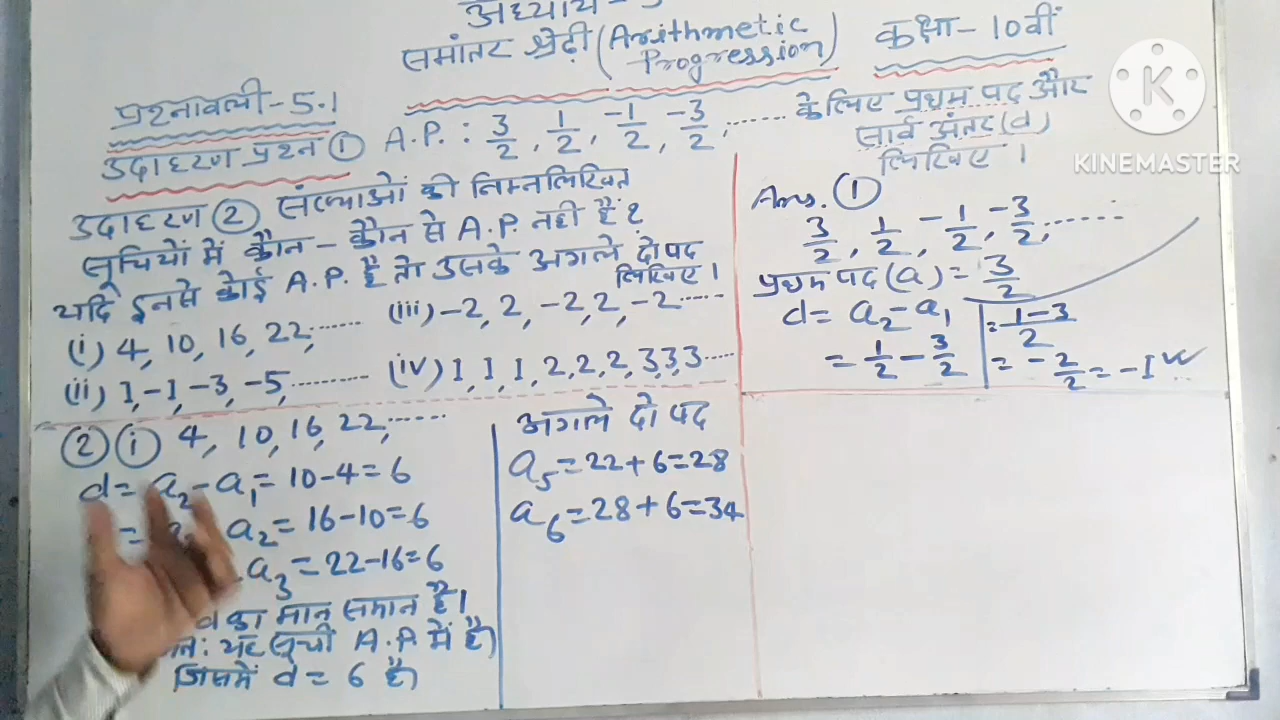 अध्याय-
समांतर श्रेढ़ी (Arithmetic Progression)
कक्षा-10वीं
K
KINEMASTER
प्रश्नावली-5.1
उदाहरण प्रश्न ① A.P.: 3/2, 1/2, -1/2, -3/2, ...... के लिए प्रथम पद और
सार्व अंतर (d)
लिखिए ।
उदाहरण ② संख्याओं की निम्नलिखित
सूचियों में कौन-कौन से A.P. नहीं हैं?
यदि इनसे कोई A.P. है तो उसके अगले दो पद
लिखिए ।
(i) 4, 10, 16, 22, ......
(ii) 1, -1, -3, -5, ......
(iii) -2, 2, -2, 2, -2 ......
(iv) 1, 1, 1, 2, 2, 2, 3, 3, 3 ......
Ans. ①
3/2, 1/2, -1/2, -3/2, ......
प्रथम पद (a) = 3/2
d = a₂ - a₁
= 1/2 - 3/2
= 1-3/2
= -2/2 = -1
② ⓘ 4, 10, 16, 22, ......
d = a₂ - a₁ = 10-4 = 6
= a₂ = 16-10 = 6
a₃ = 22-16 = 6
का मान समान है।
यह सूची A.P. में है।
जिसमें d = 6 है।
अगले दो पद
a₅ = 22+6 = 28
a₆ = 28+6 = 34